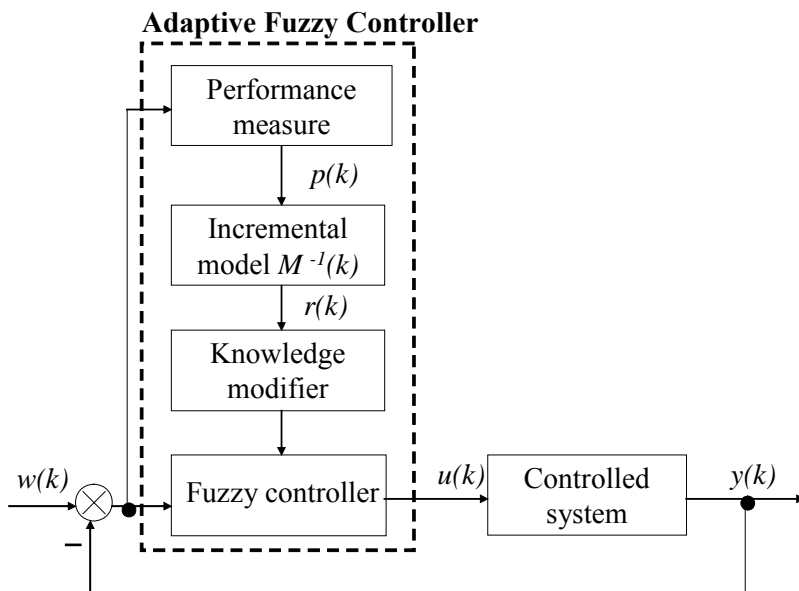 Adaptive Fuzzy Controller
Performance
measure
p(k)
Incremental
model M⁻¹(k)
r(k)
Knowledge
modifier
w(k)
Fuzzy controller
u(k)
Controlled
system
y(k)
−